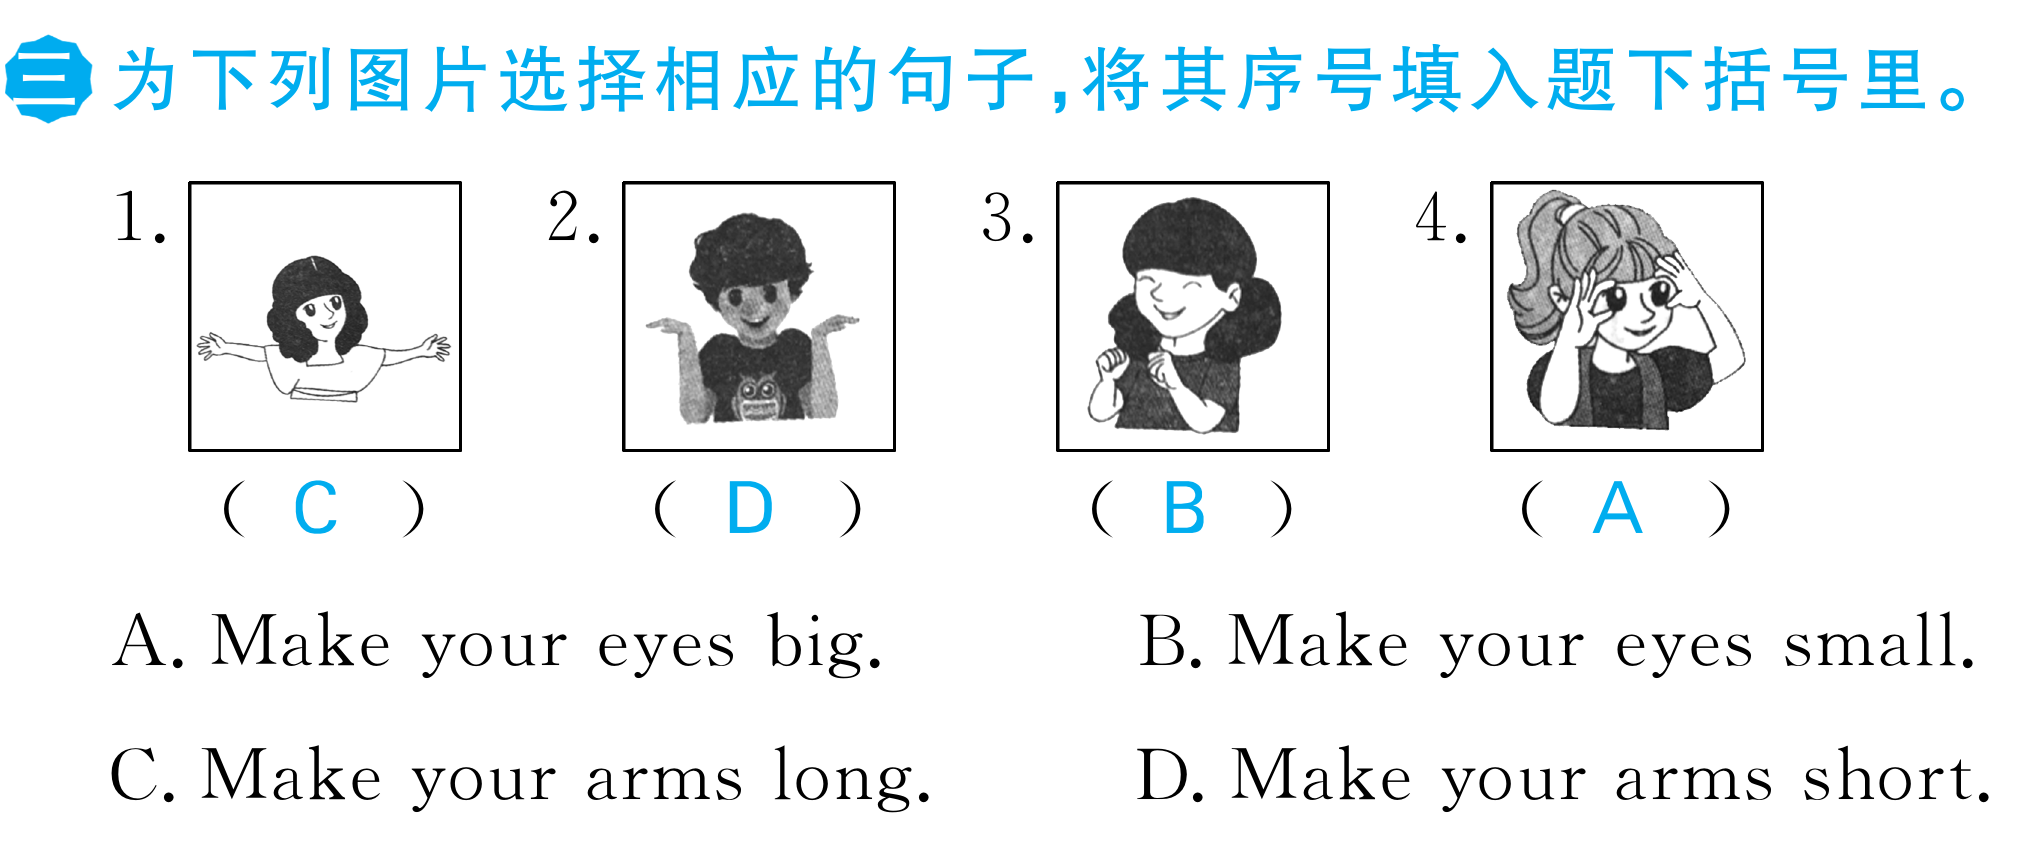 三 为下列图片选择相应的句子,将其序号填入题下括号里。
1. 2. 3. 4.
( C ) ( D ) ( B ) ( A )
A. Make your eyes big. B. Make your eyes small.
C. Make your arms long. D. Make your arms short.